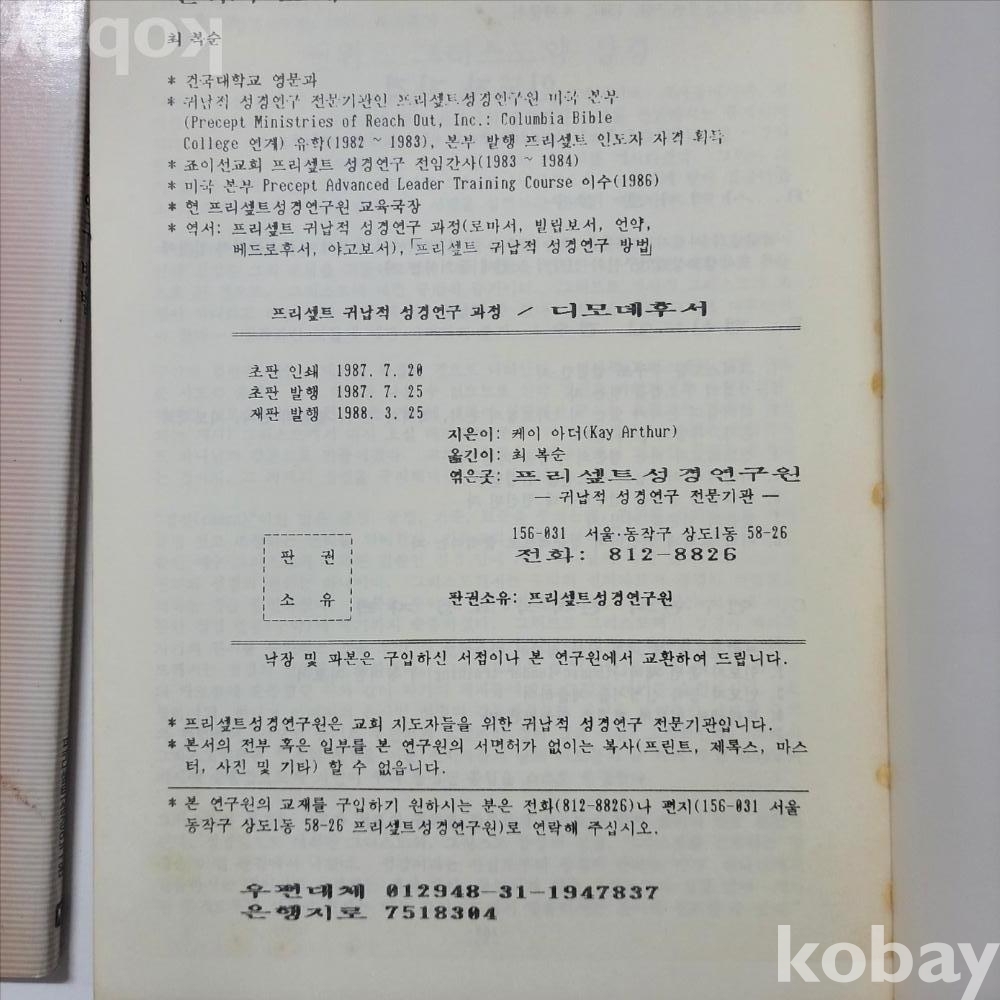 최 복순
* 건국대학교 영문과
* 귀납적 성경연구 전문기관인 프리셒트성경연구원 미국 본부
(Precept Ministries of Reach Out, Inc.: Columbia Bible
College 연계) 유학(1982 ~ 1983), 본부 발행 프리셒트 인도자 자격 획득
* 죠이선교회 프리셒트 성경연구 전임간사(1983 ~ 1984)
* 미국 본부 Precept Advanced Leader Training Course 이수(1986)
* 현 프리셒트성경연구원 교육국장
* 역서: 프리셒트 귀납적 성경연구 과정(로마서, 빌립보서, 언약,
베드로후서, 야고보서), 「프리셒트 귀납적 성경연구 방법」
프리셒트 귀납적 성경연구 과정 / 디모데후서
초판 인쇄 1987. 7. 20
초판 발행 1987. 7. 25
재판 발행 1988. 3. 25
지은이: 케이 아더(Kay Arthur)
옮긴이: 최 복순
엮은곳: 프리셒트성경연구원
— 귀납적 성경연구 전문기관 —
156-031 서울·동작구 상도1동 58-26
전화: 812-8826
판 권
소 유
판권소유: 프리셒트성경연구원
낙장 및 파본은 구입하신 서점이나 본 연구원에서 교환하여 드립니다.
* 프리셒트성경연구원은 교회 지도자들을 위한 귀납적 성경연구 전문기관입니다.
* 본서의 전부 혹은 일부를 본 연구원의 서면허가 없이는 복사(프린트, 제록스, 마스
터, 사진 및 기타) 할 수 없읍니다.
* 본 연구원의 교재를 구입하기 원하시는 분은 전화(812-8826)나 편지(156-031 서울
동작구 상도1동 58-26 프리셒트성경연구원)로 연락해 주십시오.
우편대체 012948-31-1947837
은행지로 7518304
kobay
kobay